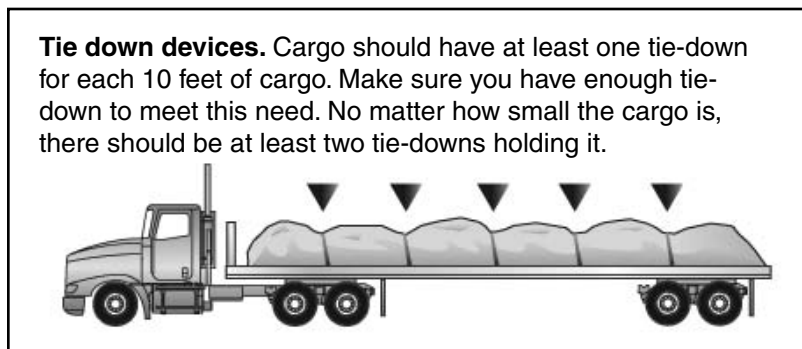 Tie down devices. Cargo should have at least one tie-down
for each 10 feet of cargo. Make sure you have enough tie-
down to meet this need. No matter how small the cargo is,
there should be at least two tie-downs holding it.